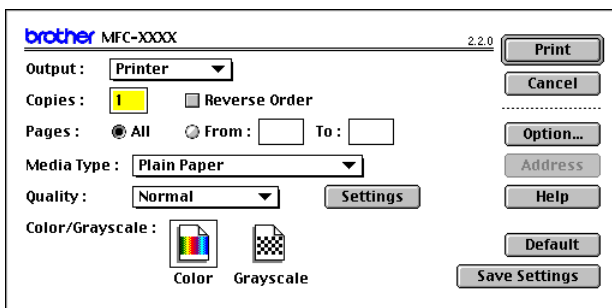 brother MFC-XXXX
2.2.0
Print
Output : Printer
Cancel
Copies : 1 Reverse Order
Pages : All From : To :
Option...
Media Type : Plain Paper
Address
Quality : Normal Settings
Help
Color/Grayscale :
Color Grayscale
Default
Save Settings